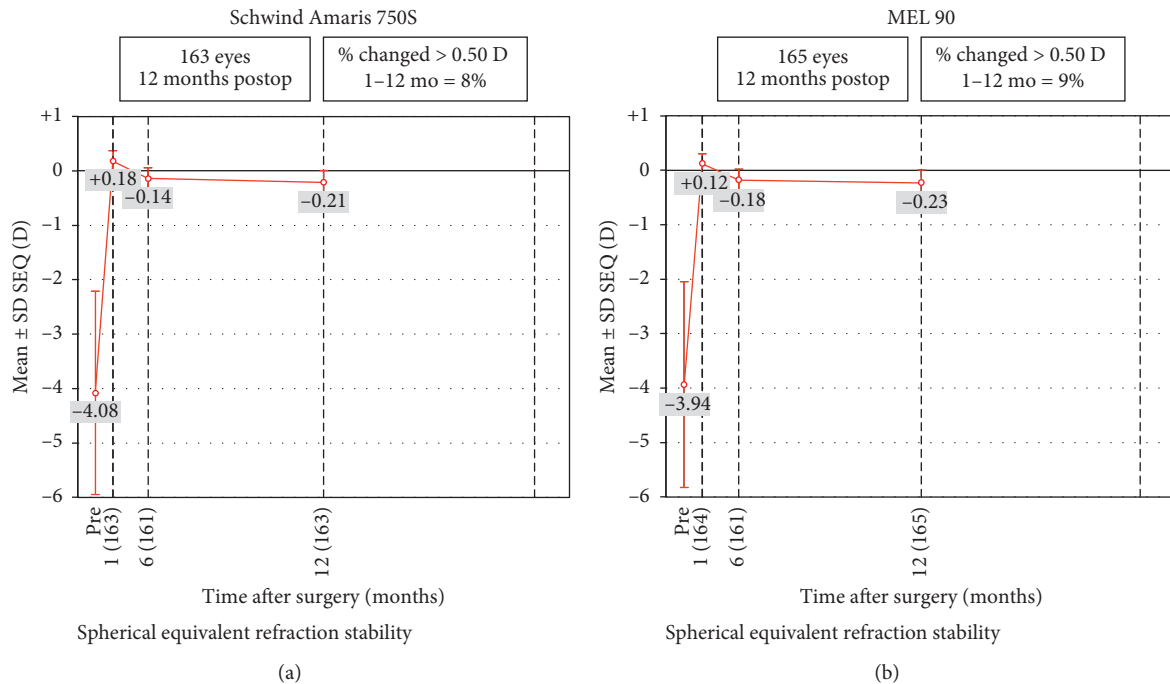 Schwind Amaris 750S
163 eyes
12 months postop
% changed > 0.50 D
1–12 mo = 8%
Mean ± SD SEQ (D)
+1
0
−1
−2
−3
−4
−5
−6
+0.18
−0.14
−0.21
−4.08
Pre
1 (163)
6 (161)
12 (163)
Time after surgery (months)
Spherical equivalent refraction stability
(a)
MEL 90
165 eyes
12 months postop
% changed > 0.50 D
1–12 mo = 9%
Mean ± SD SEQ (D)
+1
0
−1
−2
−3
−4
−5
−6
+0.12
−0.18
−0.23
−3.94
Pre
1 (164)
6 (161)
12 (165)
Time after surgery (months)
Spherical equivalent refraction stability
(b)